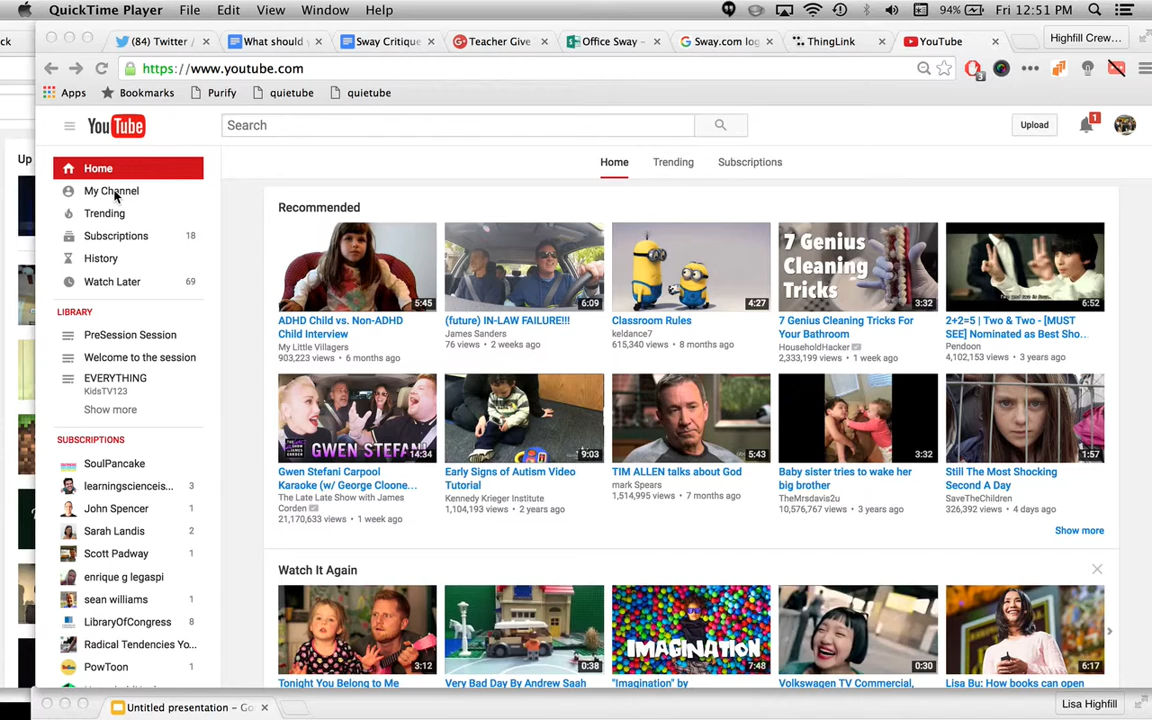 QuickTime Player File Edit View Window Help 94% Fri 12:51 PM
ck (84) Twitter / What should Sway Critique Teacher Give Office Sway - Sway.com log ThingLink YouTube Highfill Crew...
https://www.youtube.com 3
Apps Bookmarks Purify quietube quietube
YouTube Search Upload 1
Up
Home Trending Subscriptions
Home
My Channel
Trending
Subscriptions 18
History
Watch Later 69
LIBRARY
PreSession Session
Welcome to the session
EVERYTHING
KidsTV123
Show more
SUBSCRIPTIONS
SoulPancake
learningscienceis... 3
John Spencer 1
Sarah Landis 2
Scott Padway 1
enrique g legaspi
sean williams 1
LibraryOfCongress 8
Radical Tendencies Yo...
PowToon 1
Recommended
5:45 6:09 4:27 7 Genius Cleaning Tricks 3:32 6:52
ADHD Child vs. Non-ADHD
Child Interview
My Little Villagers
903,223 views • 6 months ago
(future) IN-LAW FAILURE!!!
James Sanders
76 views • 2 weeks ago
Classroom Rules
keldance7
615,340 views • 8 months ago
7 Genius Cleaning Tricks For
Your Bathroom
HouseholdHacker
2,333,199 views • 1 week ago
2+2=5 | Two & Two - [MUST
SEE] Nominated as Best Sho...
Pendoon
4,102,153 views • 3 years ago
THE LATE LATE SHOW GWEN STEFANI 14:34 9:03 5:43 3:32 1:57
Gwen Stefani Carpool
Karaoke (w/ George Cloone...
The Late Late Show with James
Corden
21,170,633 views • 1 week ago
Early Signs of Autism Video
Tutorial
Kennedy Krieger Institute
1,104,193 views • 2 years ago
TIM ALLEN talks about God
mark Spears
1,514,995 views • 7 months ago
Baby sister tries to wake her
big brother
TheMrsdavis2u
10,576,767 views • 3 years ago
Still The Most Shocking
Second A Day
SaveTheChildren
326,392 views • 4 days ago
Show more
Watch It Again
3:12 0:38 IMAGINATION 7:48 0:30 6:17
Tonight You Belong to Me
Very Bad Day By Andrew Saah
"Imagination" by
Volkswagen TV Commercial,
Lisa Bu: How books can open
Untitled presentation - Go Lisa Highfill